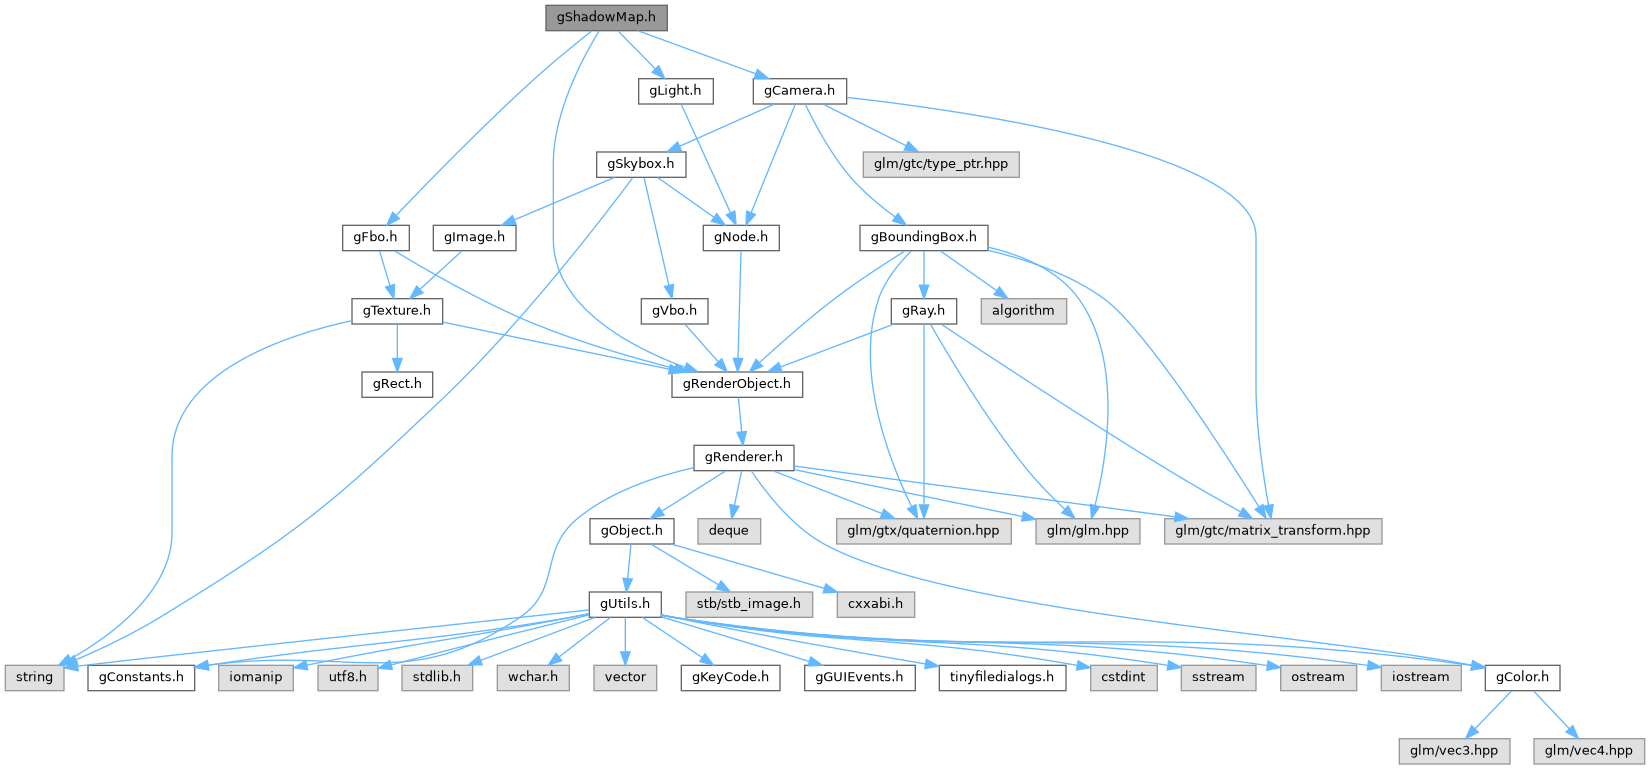 gShadowMap.h
gLight.h
gCamera.h
gSkybox.h
glm/gtc/type_ptr.hpp
gFbo.h
gImage.h
gNode.h
gBoundingBox.h
gTexture.h
gVbo.h
gRay.h
algorithm
gRect.h
gRenderObject.h
gRenderer.h
gObject.h
deque
glm/gtx/quaternion.hpp
glm/glm.hpp
glm/gtc/matrix_transform.hpp
gUtils.h
stb/stb_image.h
cxxabi.h
string
gConstants.h
iomanip
utf8.h
stdlib.h
wchar.h
vector
gKeyCode.h
gGUIEvents.h
tinyfiledialogs.h
cstdint
sstream
ostream
iostream
gColor.h
glm/vec3.hpp
glm/vec4.hpp